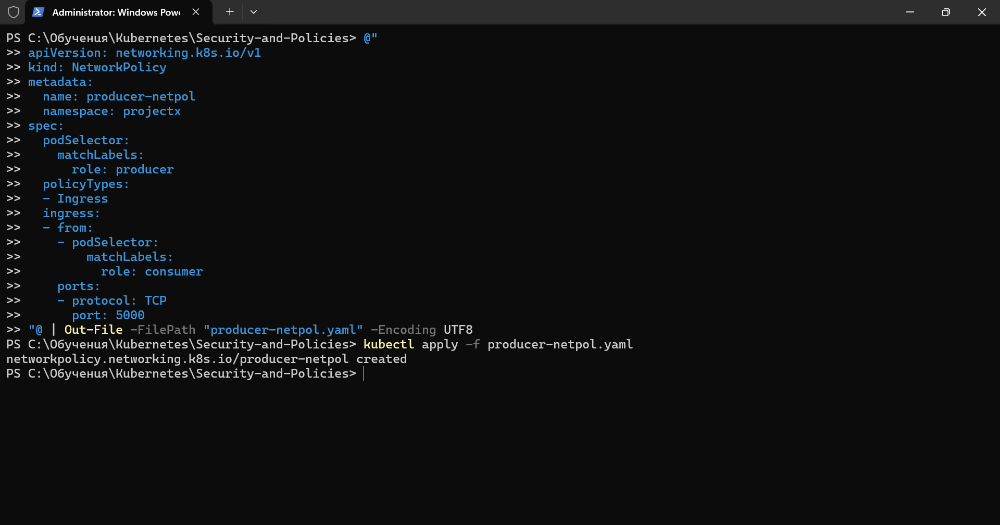 Administrator: Windows Powe
PS C:\Обучения\Kubernetes\Security-and-Policies> @"
>> apiVersion: networking.k8s.io/v1
>> kind: NetworkPolicy
>> metadata:
>>   name: producer-netpol
>>   namespace: projectx
>> spec:
>>   podSelector:
>>     matchLabels:
>>       role: producer
>>   policyTypes:
>>   - Ingress
>>   ingress:
>>   - from:
>>     - podSelector:
>>         matchLabels:
>>           role: consumer
>>     ports:
>>     - protocol: TCP
>>       port: 5000
>> "@ | Out-File -FilePath "producer-netpol.yaml" -Encoding UTF8
PS C:\Обучения\Kubernetes\Security-and-Policies> kubectl apply -f producer-netpol.yaml
networkpolicy.networking.k8s.io/producer-netpol created
PS C:\Обучения\Kubernetes\Security-and-Policies>